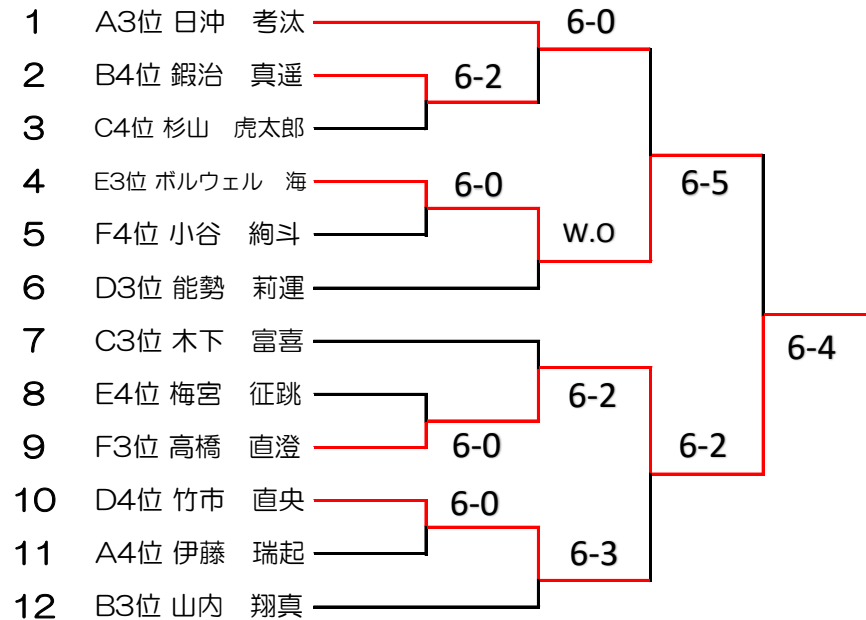 1 A3位 日沖 考汰 6-0
2 B4位 鍜治 真遥 6-2
3 C4位 杉山 虎太郎
4 E3位 ボルウェル 海 6-0 6-5
5 F4位 小谷 絢斗 W.O
6 D3位 能勢 莉運
7 C3位 木下 富喜 6-4
8 E4位 梅宮 征跳 6-2
9 F3位 高橋 直澄 6-0 6-2
10 D4位 竹市 直央 6-0
11 A4位 伊藤 瑞起 6-3
12 B3位 山内 翔真